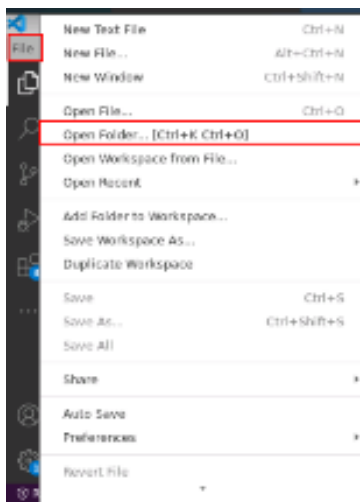 File
New Text File Ctrl+N
New File... Alt+Ctrl+N
New Window Ctrl+Shift+N
Open File... Ctrl+O
Open Folder... [Ctrl+K Ctrl+O]
Open Workspace from File...
Open Recent
Add Folder to Workspace...
Save Workspace As...
Duplicate Workspace
Save Ctrl+S
Save As... Ctrl+Shift+S
Save All
Share
Auto Save
Preferences
Revert File